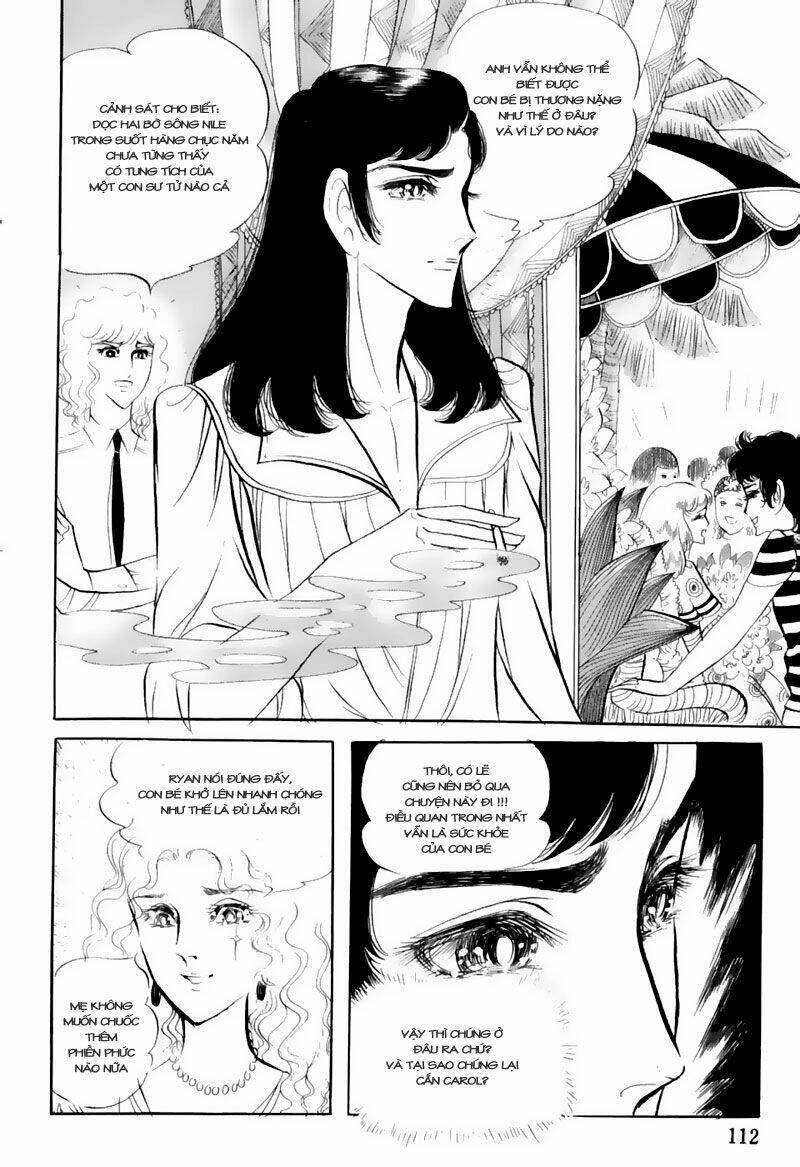 ANH VẪN KHÔNG THỂ
BIẾT ĐƯỢC
CON BÉ BỊ THƯƠNG NẶNG
NHƯ THẾ Ở ĐÂU?
VÀ VÌ LÝ DO NÀO?
CẢNH SÁT CHO BIẾT:
DỌC HAI BỜ SÔNG NILE
TRONG SUỐT HÀNG CHỤC NĂM
CHƯA TỪNG THẤY
CÓ TUNG TÍCH CỦA
MỘT CON SƯ TỬ NÀO CẢ
THÔI, CÓ LẼ
CŨNG NÊN BỎ QUA
CHUYỆN NÀY ĐI !!!
ĐIỀU QUAN TRONG NHẤT
VẪN LÀ SỨC KHỎE
CỦA CON BÉ
RYAN NÓI ĐÚNG ĐẤY,
CON BÉ KHỞ LÊN NHANH CHÓNG
NHƯ THẾ LÀ ĐỦ LẮM RỒI
MẸ KHÔNG
MUỐN CHUỐC
THÊM
PHIỀN PHỨC
NÀO NỮA
VẬY THÌ CHÚNG Ở
ĐÂU RA CHỨ?
VÀ TẠI SAO CHÚNG LẠI
CẮN CAROL?
112